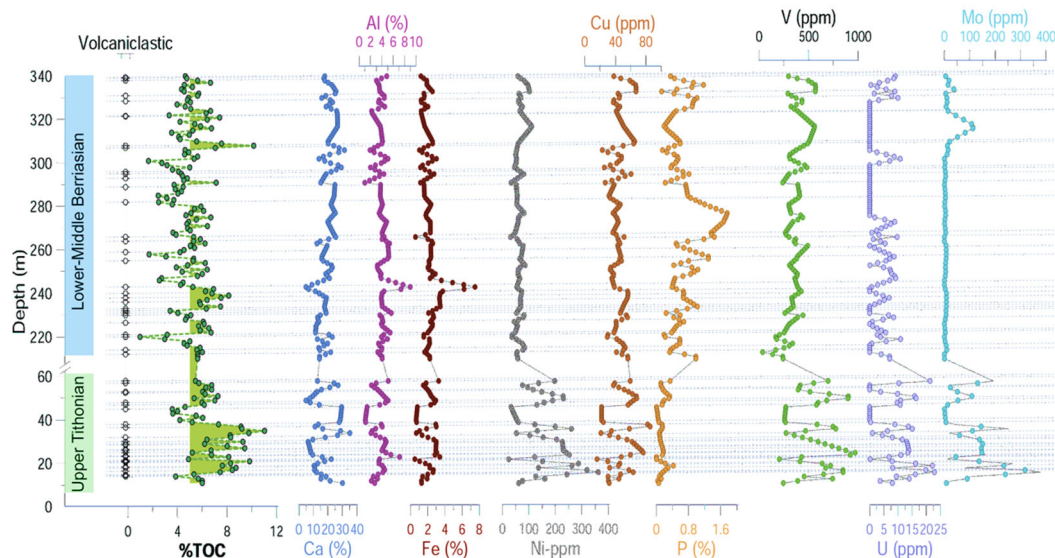 Al (%) Cu (ppm) V (ppm) Mo (ppm)
Volcaniclastic 0 2 4 6 8 10 0 40 80 0 500 1000 0 100 200 300 400
340
320
300
280
260
240
220
60
40
20
0
Depth (m)
Lower-Middle Berriasian
Upper Tithonian
0 4 8 12 0 10 20 30 40 0 2 4 6 8 0 100 200 300 400 0 0.8 1.6 0 5 10 15 20 25
%TOC Ca (%) Fe (%) Ni-ppm P (%) U (ppm)